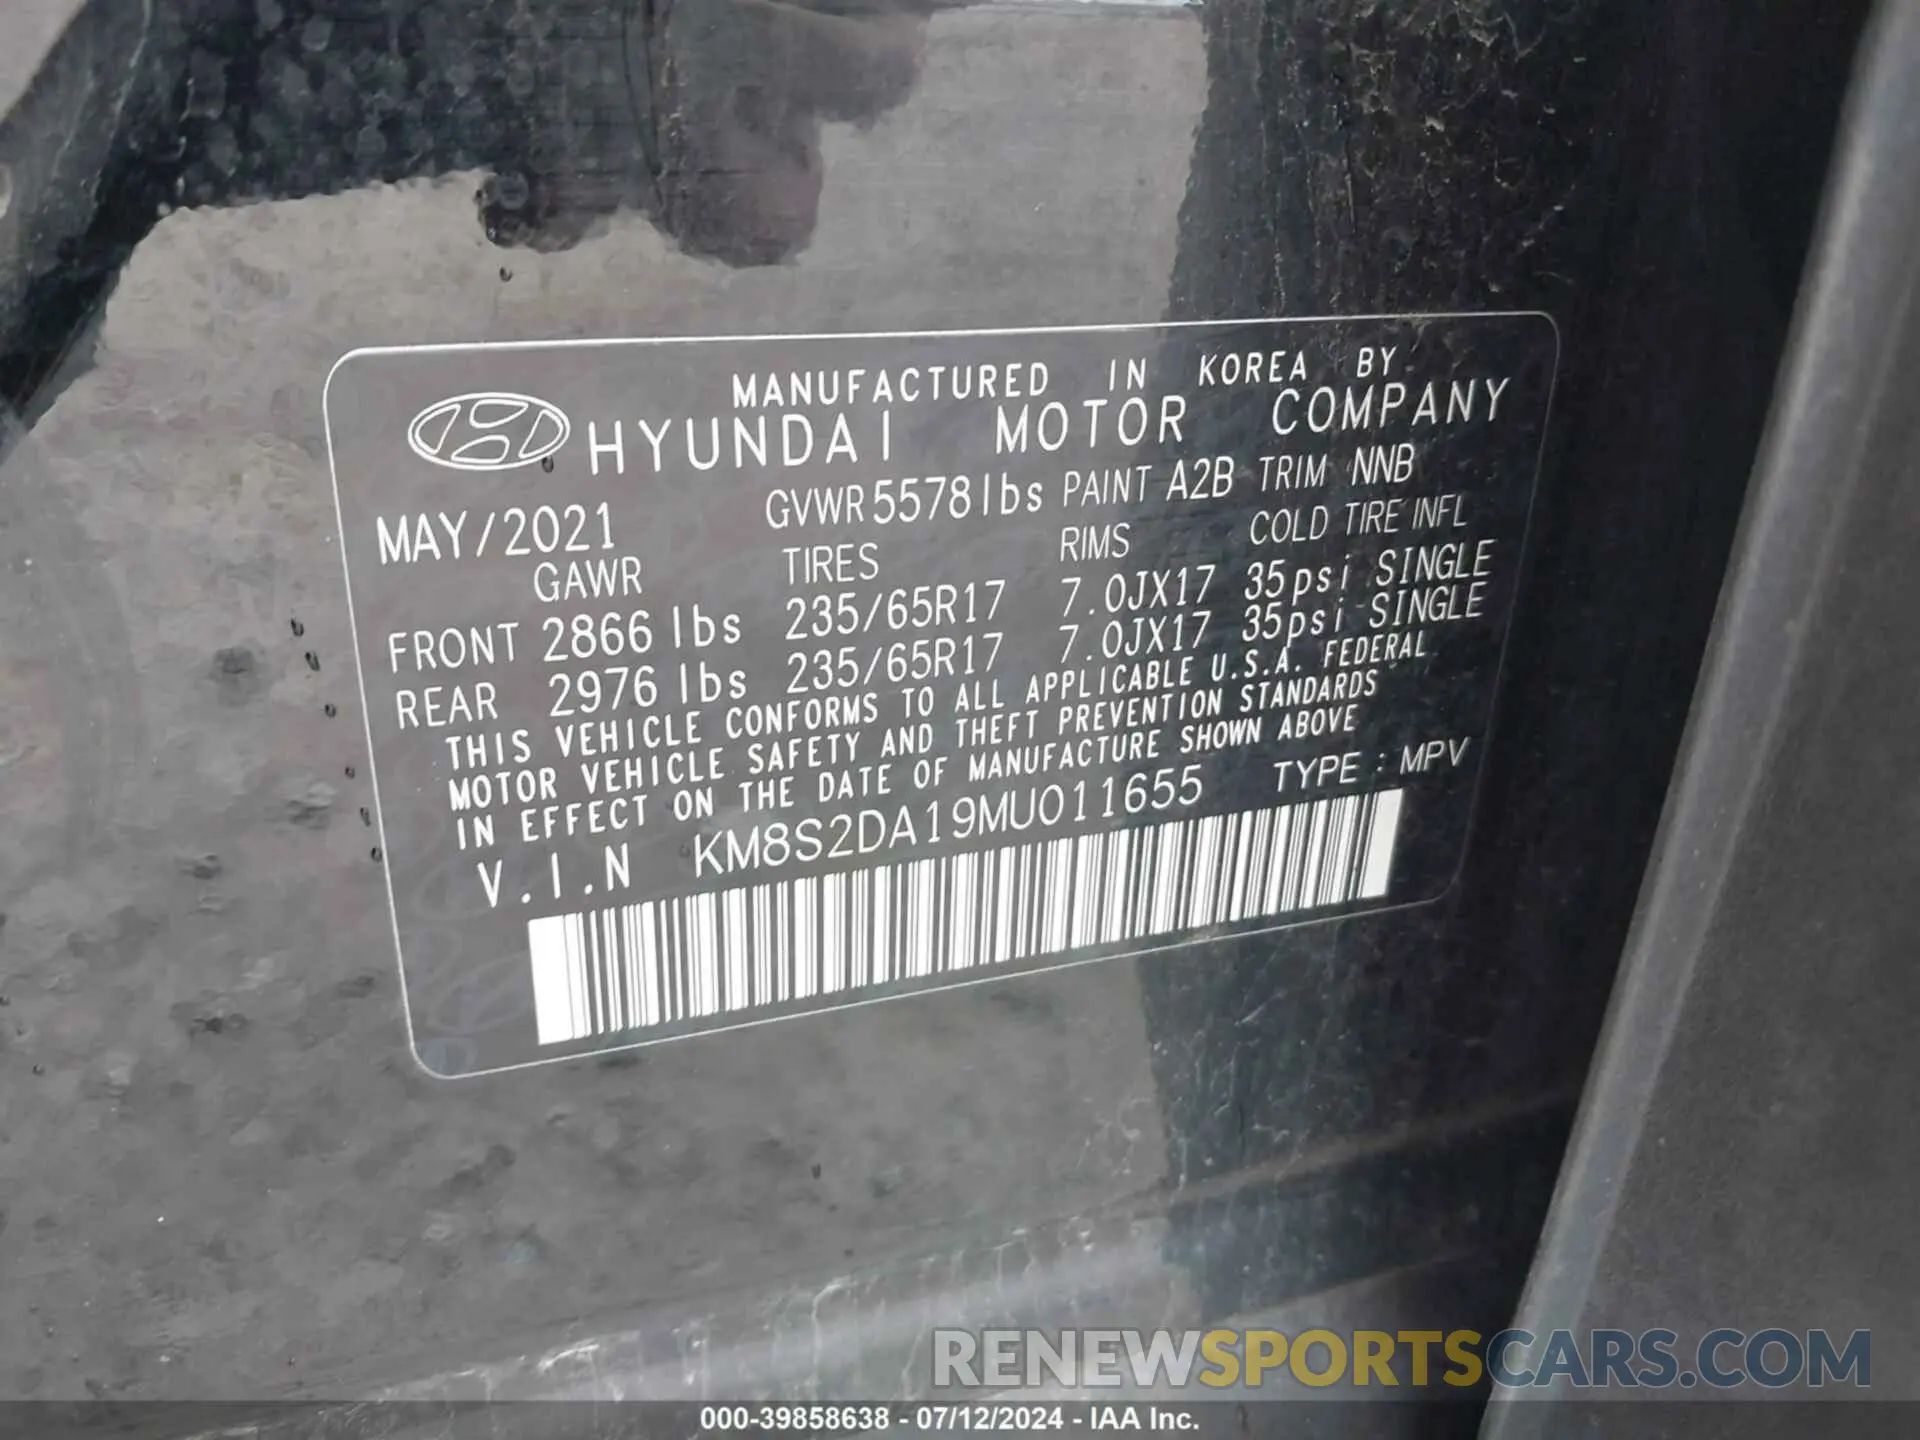 MANUFACTURED IN KOREA BY
HYUNDAI MOTOR COMPANY
MAY/2021 GVWR 5578lbs PAINT A2B TRIM NNB
GAWR TIRES RIMS COLD TIRE INFL
FRONT 2866 lbs 235/65R17 7.0JX17 35psi SINGLE
REAR 2976 lbs 235/65R17 7.0JX17 35psi SINGLE
THIS VEHICLE CONFORMS TO ALL APPLICABLE U.S.A. FEDERAL
MOTOR VEHICLE SAFETY AND THEFT PREVENTION STANDARDS
IN EFFECT ON THE DATE OF MANUFACTURE SHOWN ABOVE
V.I.N KM8S2DA19MU011655 TYPE : MPV
RENEWSPORTSCARS.COM
000-39858638 - 07/12/2024 - IAA Inc.